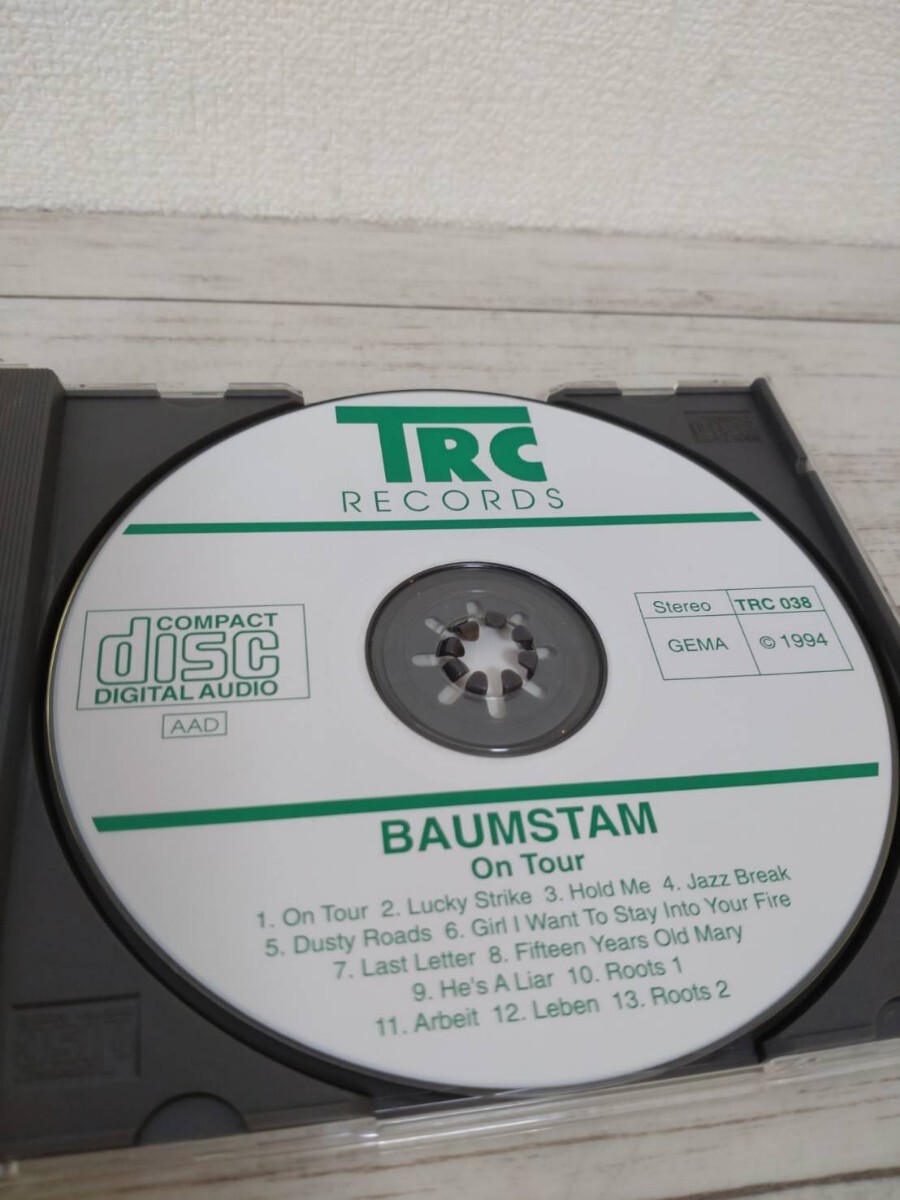 TRC
RECORDS
COMPACT
disc
DIGITAL AUDIO
AAD
Stereo TRC 038
GEMA © 1994
BAUMSTAM
On Tour
1. On Tour 2. Lucky Strike 3. Hold Me 4. Jazz Break
5. Dusty Roads 6. Girl I Want To Stay Into Your Fire
7. Last Letter 8. Fifteen Years Old Mary
9. He's A Liar 10. Roots 1
11. Arbeit 12. Leben 13. Roots 2